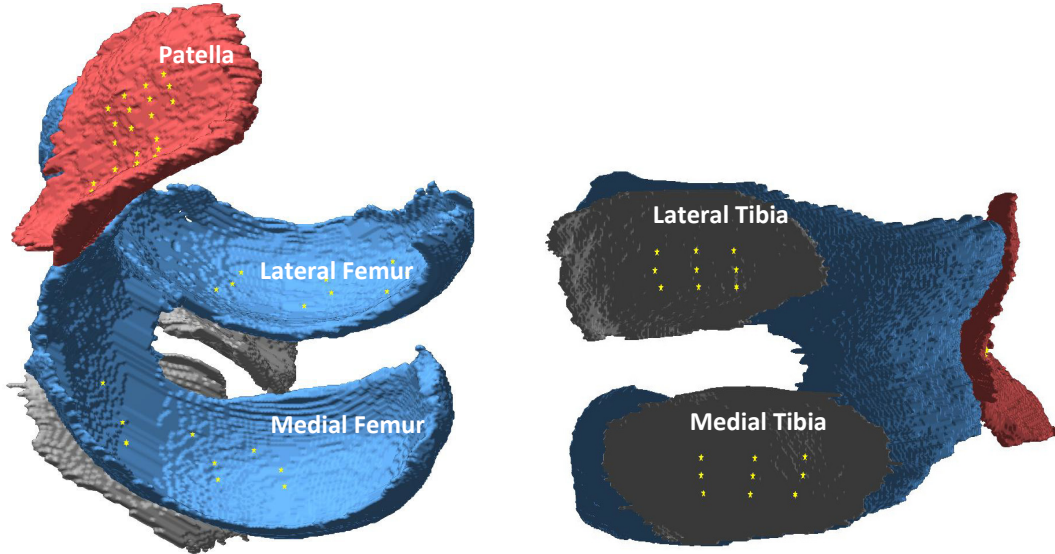 Patella
Lateral Femur
Medial Femur
Lateral Tibia
Medial Tibia